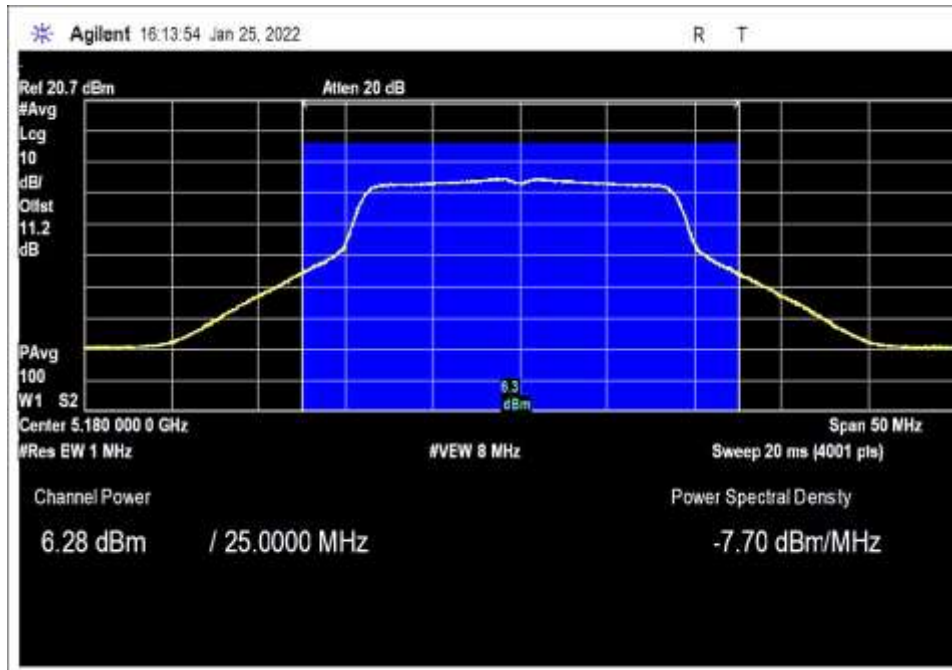 Agilent 16:13:54 Jan 25, 2022 R T
Ref 20.7 dBm Atten 20 dB
#Avg
Log
10
dB/
Offst
11.2
dB
PAvg
100
W1 S2
6.3
dBm
Center 5.180 000 0 GHz Span 50 MHz
#Res BW 1 MHz #VBW 8 MHz Sweep 20 ms (4001 pts)
Channel Power Power Spectral Density
6.28 dBm / 25.0000 MHz -7.70 dBm/MHz